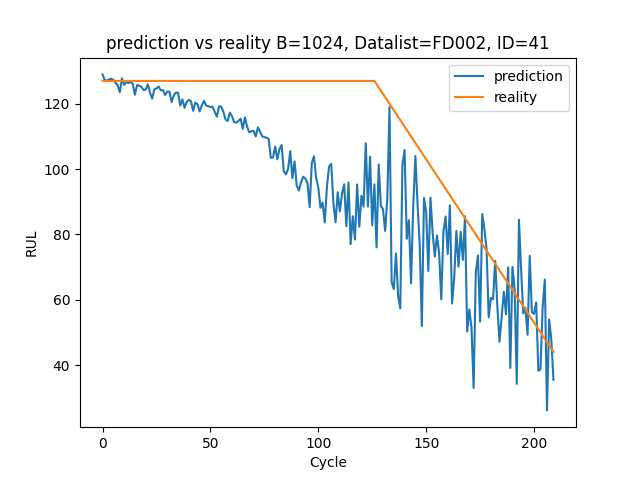 prediction vs reality B=1024, Datalist=FD002, ID=41
prediction
reality
120
100
80
60
40
RUL
0 50 100 150 200
Cycle